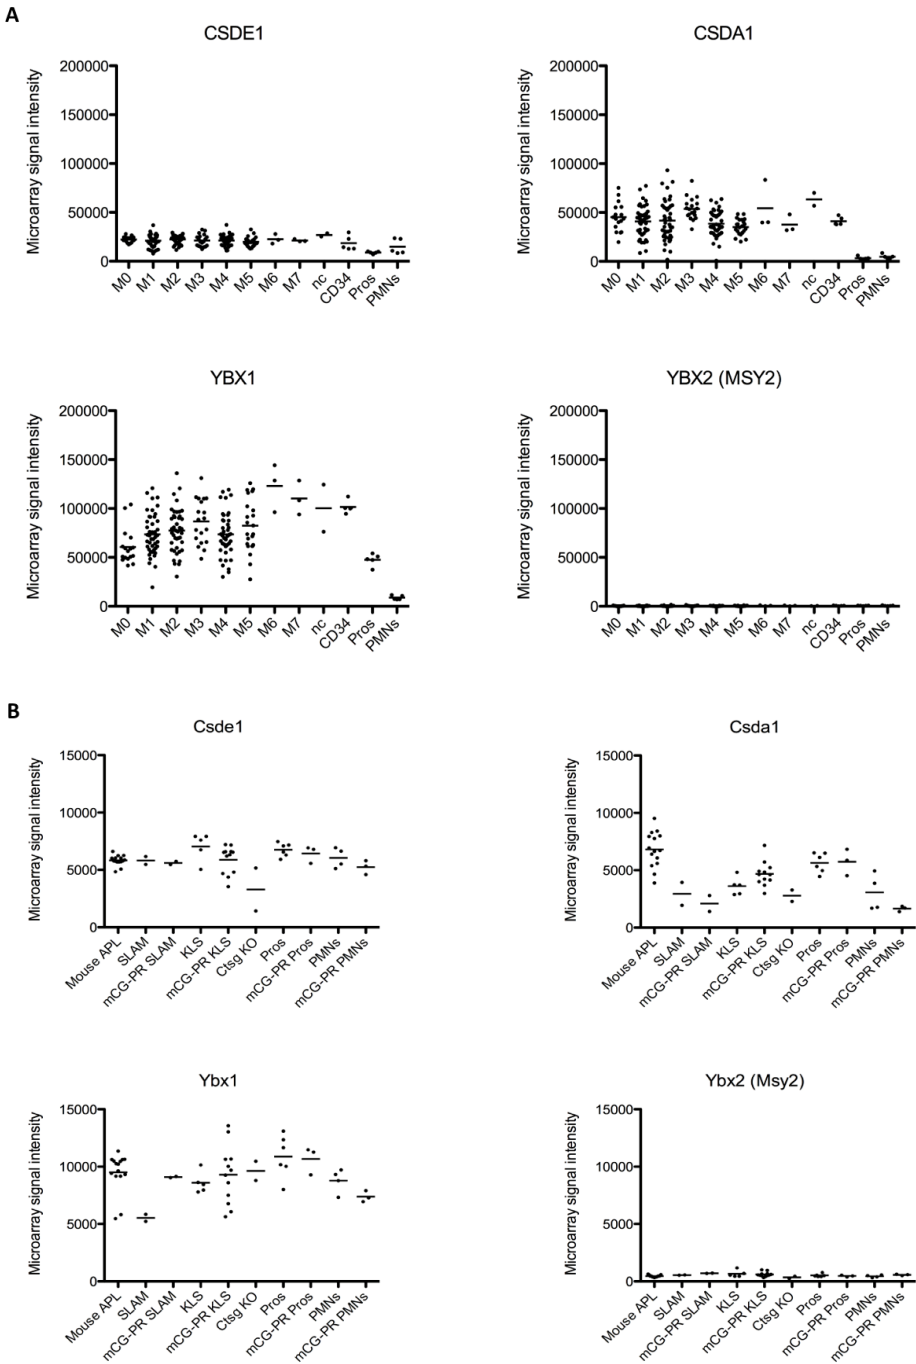 A
CSDE1
Microarray signal intensity
200000
150000
100000
50000
0
M0 M1 M2 M3 M4 M5 M6 M7 nc CD34 Pros PMNs
CSDA1
Microarray signal intensity
200000
150000
100000
50000
0
M0 M1 M2 M3 M4 M5 M6 M7 nc CD34 Pros PMNs
YBX1
Microarray signal intensity
200000
150000
100000
50000
0
M0 M1 M2 M3 M4 M5 M6 M7 nc CD34 Pros PMNs
YBX2 (MSY2)
Microarray signal intensity
200000
150000
100000
50000
0
M0 M1 M2 M3 M4 M5 M6 M7 nc CD34 Pros PMNs
B
Csde1
Microarray signal intensity
15000
10000
5000
0
Mouse APL
SLAM
mCG-PR SLAM
KLS
mCG-PR KLS
Ctsg KO
Pros
mCG-PR Pros
PMNs
mCG-PR PMNs
Csda1
Microarray signal intensity
15000
10000
5000
0
Mouse APL
SLAM
mCG-PR SLAM
KLS
mCG-PR KLS
Ctsg KO
Pros
mCG-PR Pros
PMNs
mCG-PR PMNs
Ybx1
Microarray signal intensity
15000
10000
5000
0
Mouse APL
SLAM
mCG-PR SLAM
KLS
mCG-PR KLS
Ctsg KO
Pros
mCG-PR Pros
PMNs
mCG-PR PMNs
Ybx2 (Msy2)
Microarray signal intensity
15000
10000
5000
0
Mouse APL
SLAM
mCG-PR SLAM
KLS
mCG-PR KLS
Ctsg KO
Pros
mCG-PR Pros
PMNs
mCG-PR PMNs